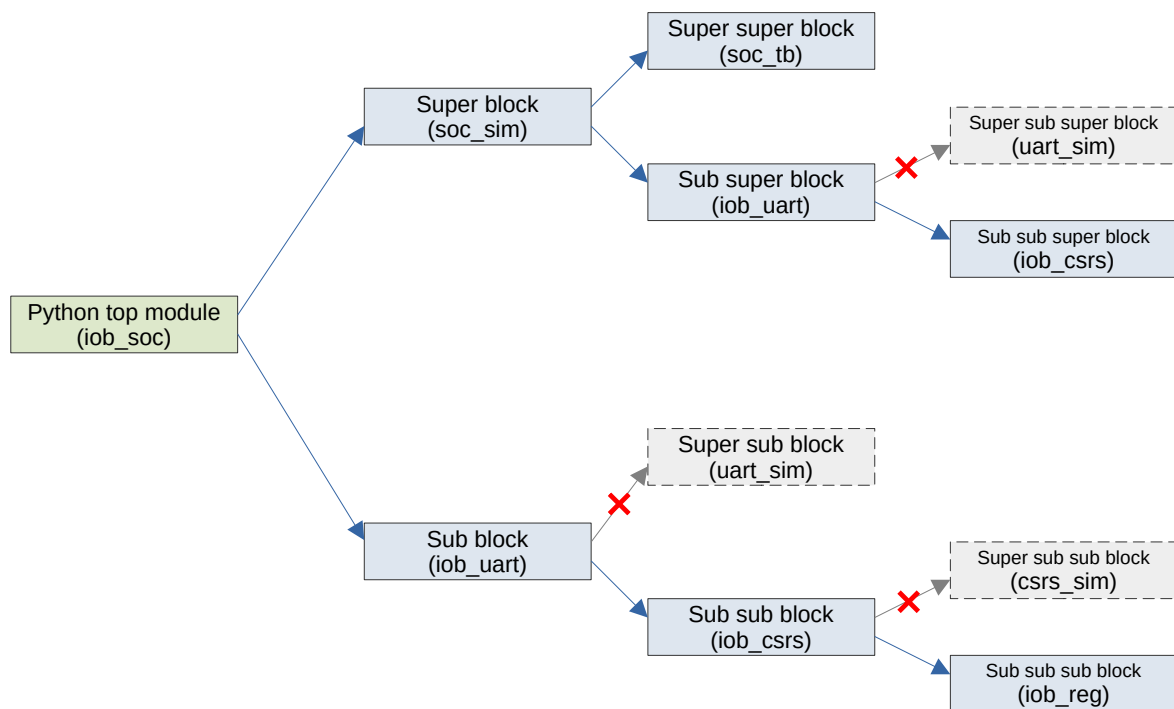 Super super block
(soc_tb)
Super block
(soc_sim)
Super sub super block
(uart_sim)
Sub super block
(iob_uart)
Sub sub super block
(iob_csrs)
Python top module
(iob_soc)
Super sub block
(uart_sim)
Sub block
(iob_uart)
Super sub sub block
(csrs_sim)
Sub sub block
(iob_csrs)
Sub sub sub block
(iob_reg)